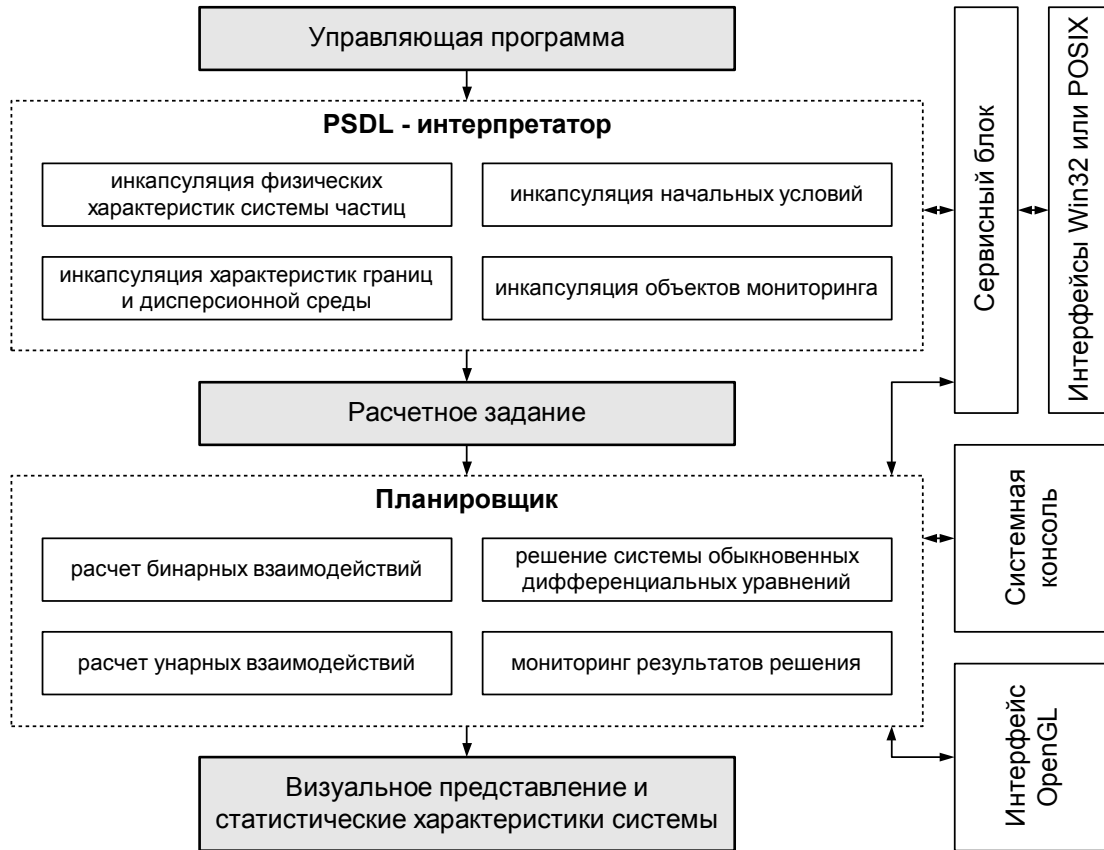 Управляющая программа
PSDL - интерпретатор
инкапсуляция физических
характеристик системы частиц
инкапсуляция начальных условий
инкапсуляция характеристик границ
и дисперсионной среды
инкапсуляция объектов мониторинга
Расчетное задание
Планировщик
расчет бинарных взаимодействий
решение системы обыкновенных
дифференциальных уравнений
расчет унарных взаимодействий
мониторинг результатов решения
Визуальное представление и
статистические характеристики системы
Сервисный блок
Интерфейсы Win32 или POSIX
Системная
консоль
Интерфейс
OpenGL